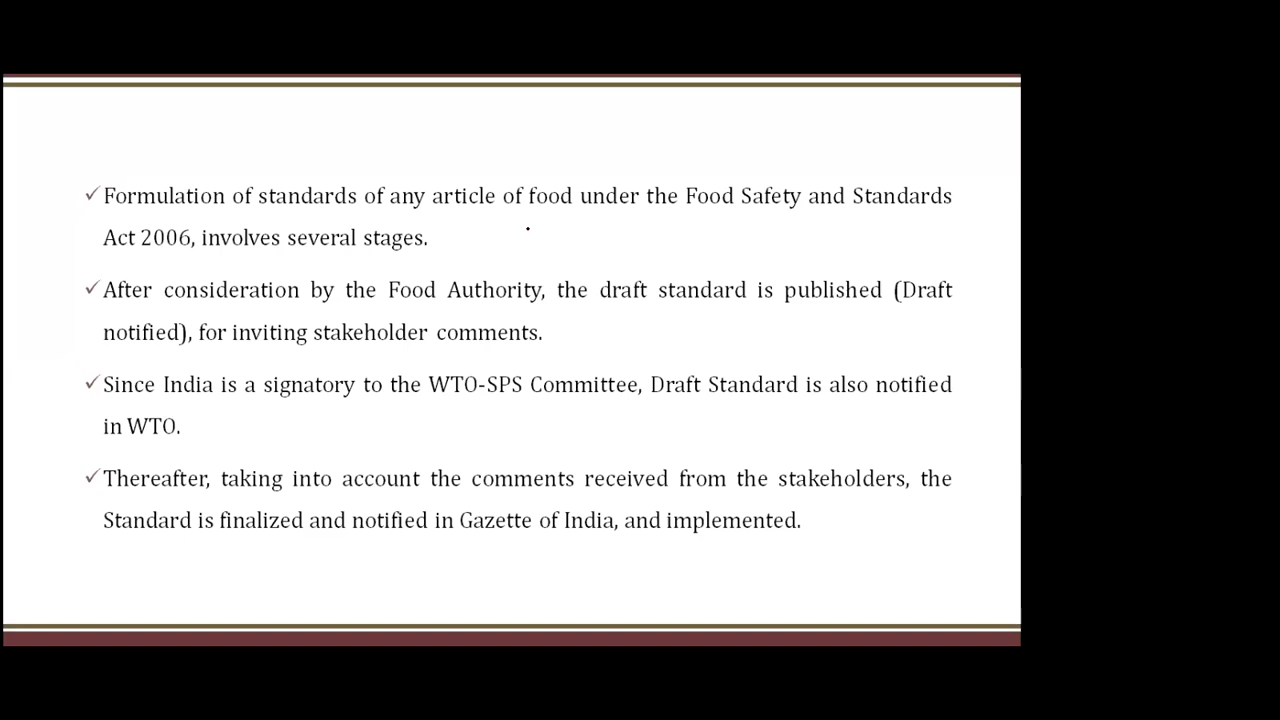 ✓Formulation of standards of any article of food under the Food Safety and Standards
Act 2006, involves several stages.
✓After consideration by the Food Authority, the draft standard is published (Draft
notified), for inviting stakeholder comments.
✓Since India is a signatory to the WTO-SPS Committee, Draft Standard is also notified
in WTO.
✓Thereafter, taking into account the comments received from the stakeholders, the
Standard is finalized and notified in Gazette of India, and implemented.